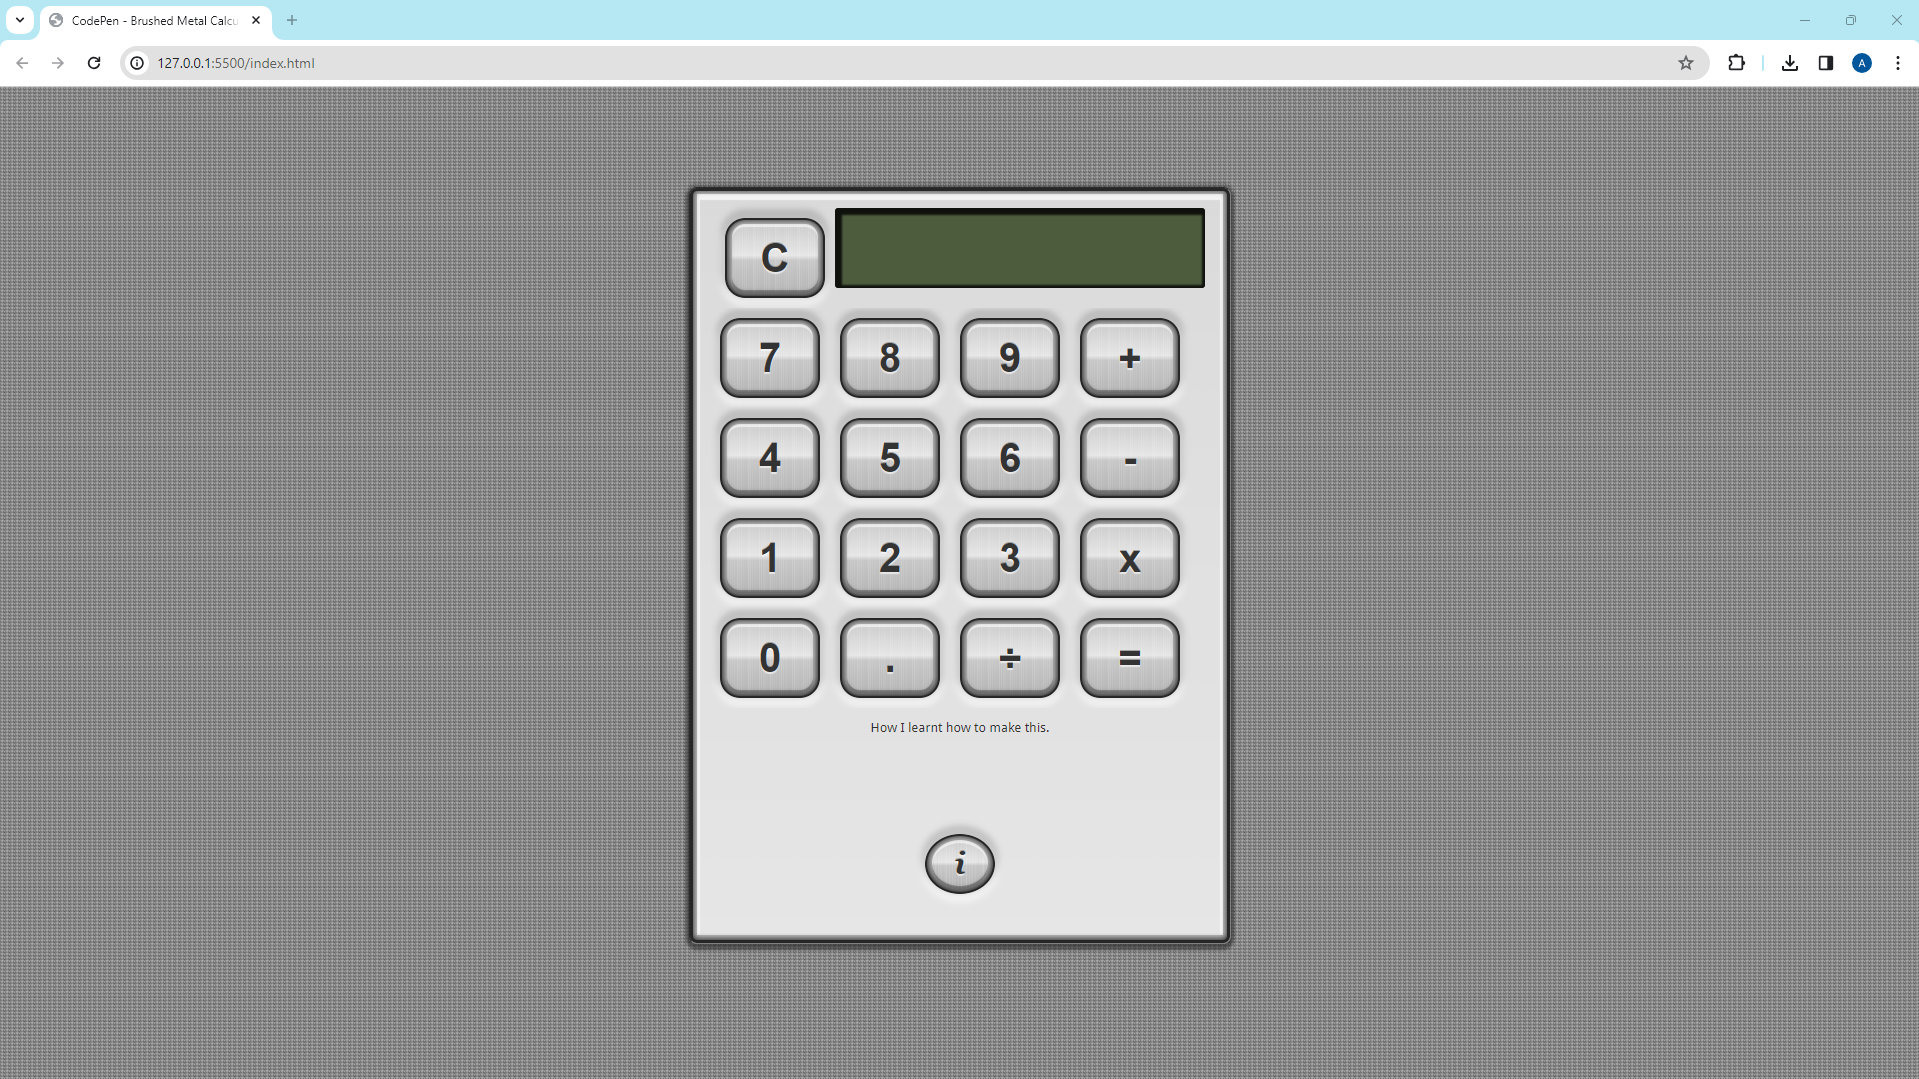 CodePen - Brushed Metal Calcu
127.0.0.1:5500/index.html
A
C
7 8 9 +
4 5 6 -
1 2 3 x
0 . ÷ =
How I learnt how to make this.
i